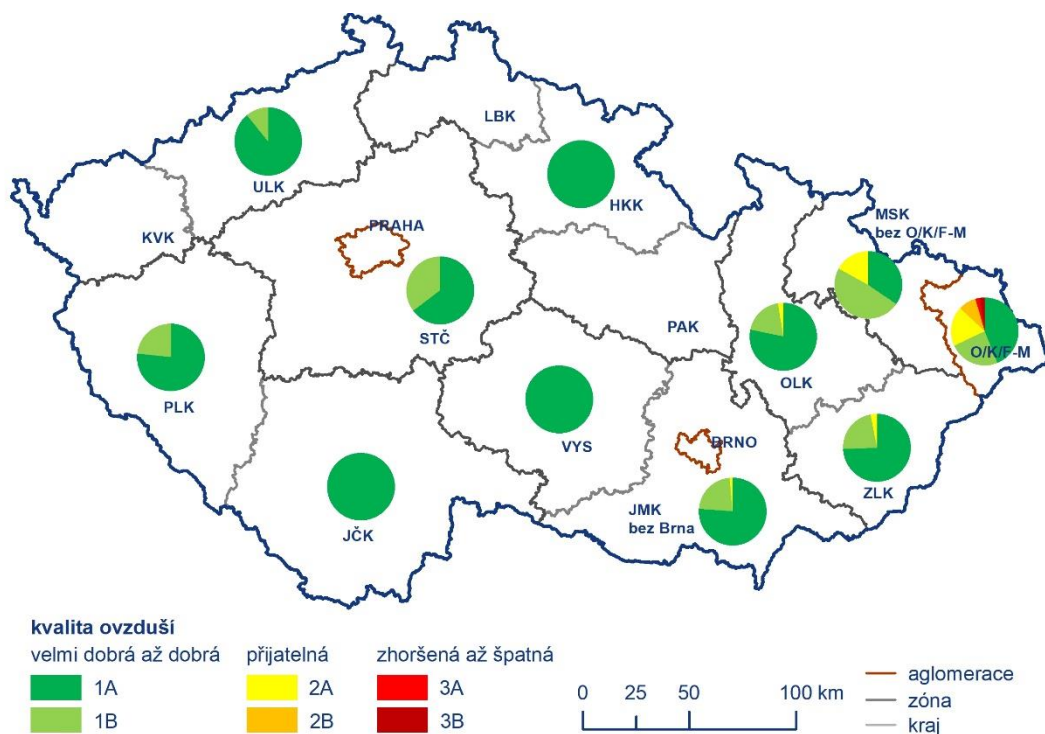 LBK
ULK
HKK
PRAHA
KVK
MSK
bez O/K/F-M
STČ
PAK
O/K/F-M
PLK
OLK
VYS
BRNO
ZLK
JČK
JMK
bez Brna
kvalita ovzduší
velmi dobrá až dobrá
přijatelná
zhoršená až špatná
1A
2A
3A
1B
2B
3B
0 25 50 100 km
aglomerace
zóna
kraj